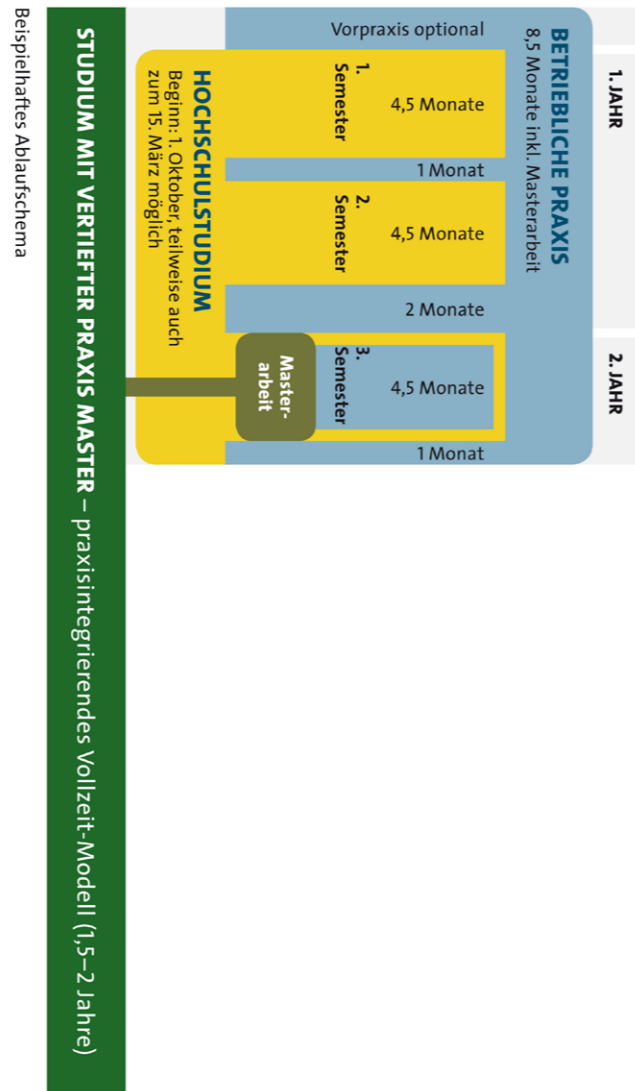 Beispielhaftes Ablaufschema
STUDIUM MIT VERTIEFTER PRAXIS MASTER – praxisintegrierendes Vollzeit-Modell (1,5–2 Jahre)
1. JAHR
2. JAHR
BETRIEBLICHE PRAXIS
8,5 Monate inkl. Masterarbeit
Vorpraxis optional
4,5 Monate
1 Monat
4,5 Monate
2 Monate
4,5 Monate
1 Monat
1.
Semester
2.
Semester
3.
Semester
Master-
arbeit
HOCHSCHULSTUDIUM
Beginn: 1. Oktober, teilweise auch
zum 15. März möglich